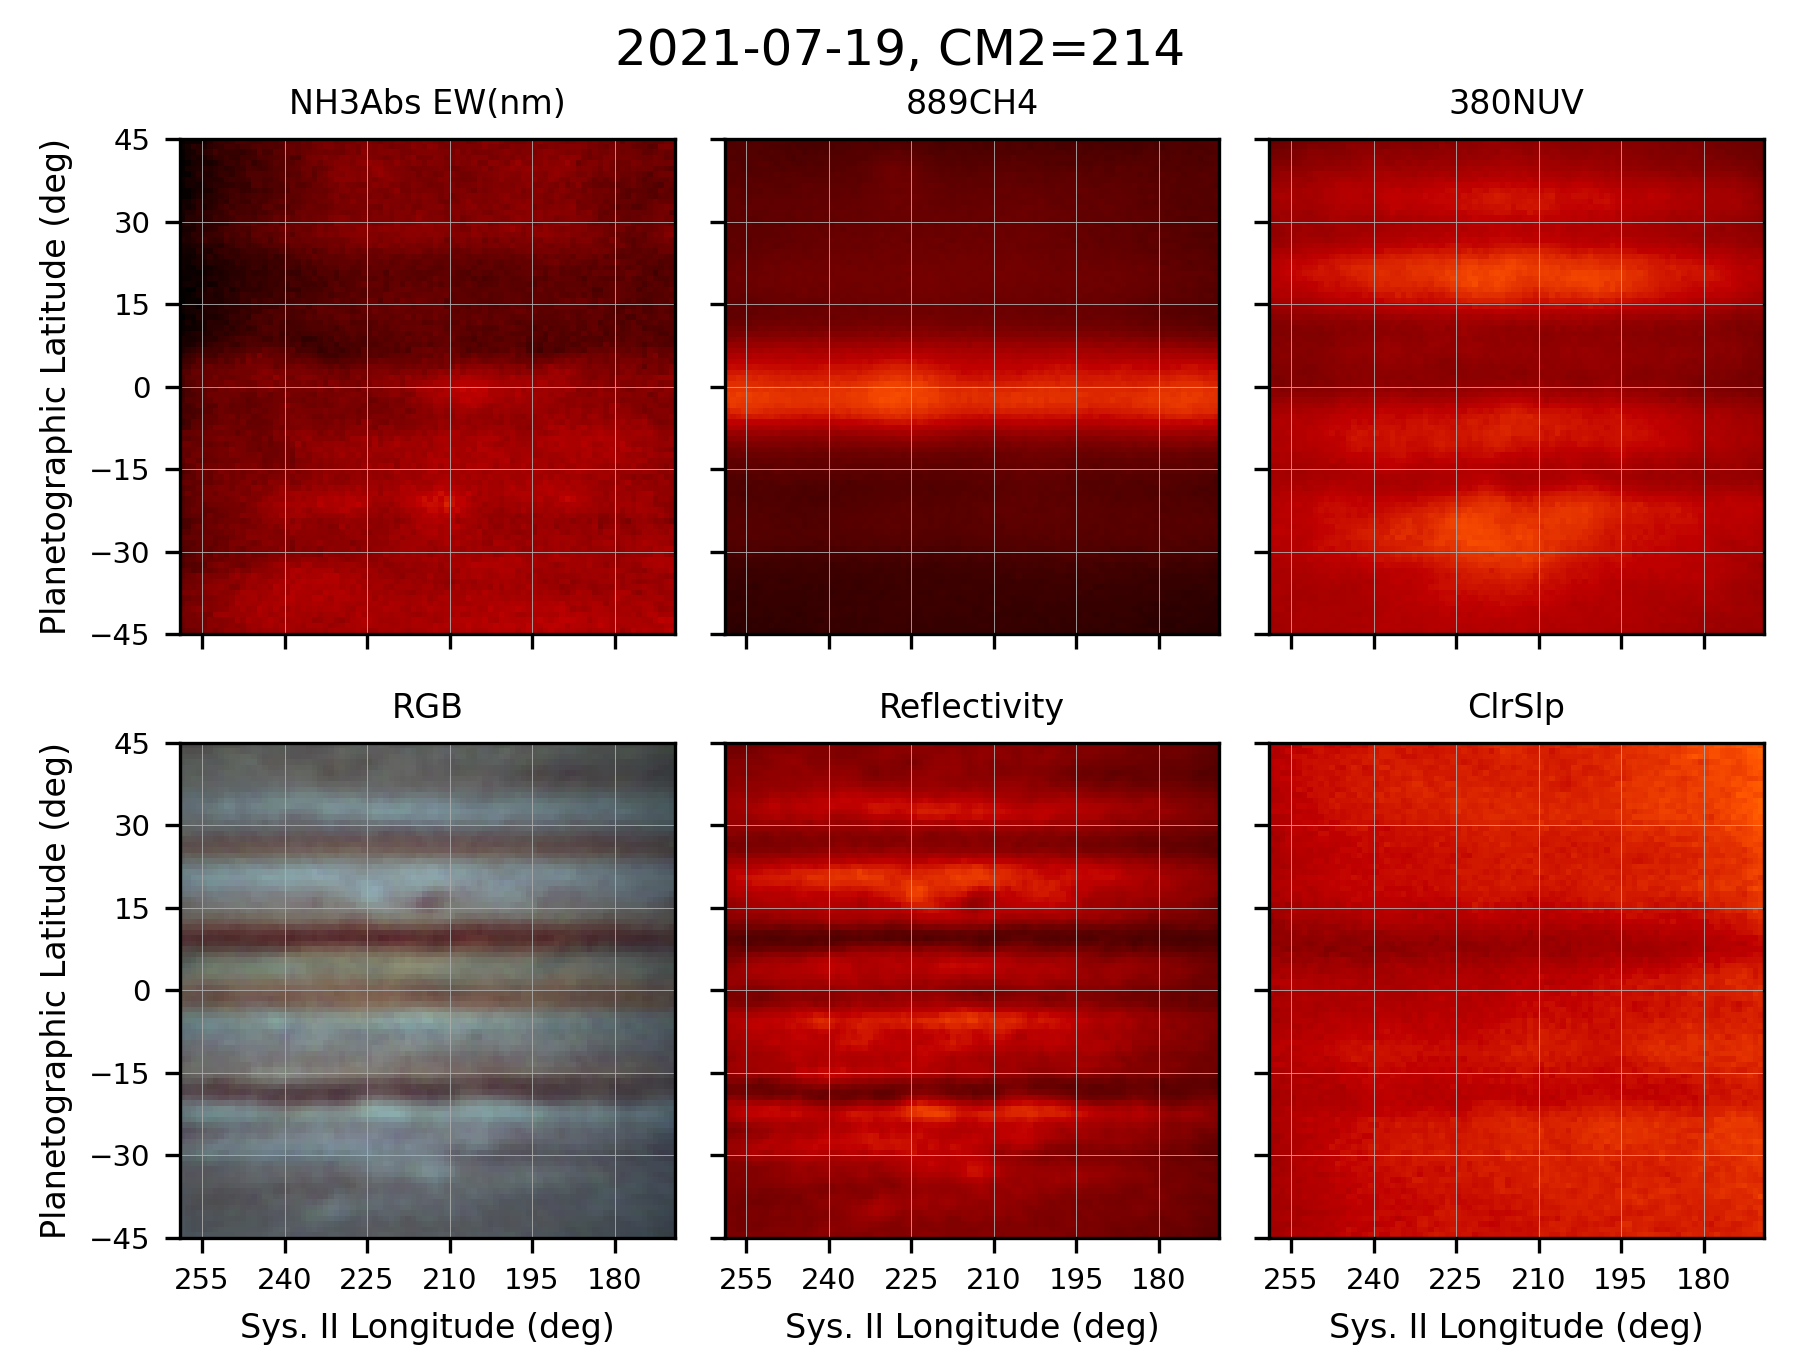 2021-07-19, CM2=214
NH3Abs EW(nm) 889CH4 380NUV
Planetographic Latitude (deg)
45
30
15
0
−15
−30
−45
RGB Reflectivity ClrSlp
Planetographic Latitude (deg)
45
30
15
0
−15
−30
−45
255 240 225 210 195 180 255 240 225 210 195 180 255 240 225 210 195 180
Sys. II Longitude (deg) Sys. II Longitude (deg) Sys. II Longitude (deg)